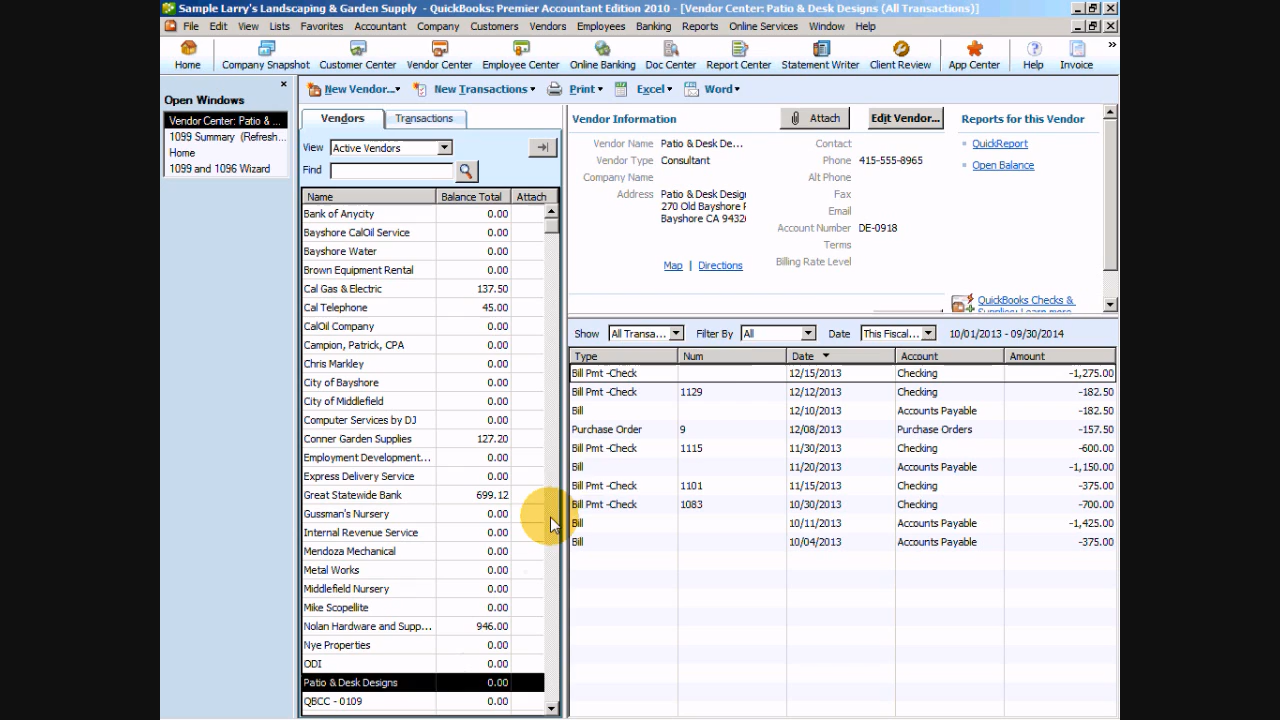 Sample Larry's Landscaping & Garden Supply - QuickBooks: Premier Accountant Edition 2010 - [Vendor Center: Patio & Desk Designs (All Transactions)]
File Edit View Lists Favorites Accountant Company Customers Vendors Employees Banking Reports Online Services Window Help
Home Company Snapshot Customer Center Vendor Center Employee Center Online Banking Doc Center Report Center Statement Writer Client Review App Center Help Invoice
Open Windows
Vendor Center: Patio & ...
1099 Summary (Refresh...
Home
1099 and 1096 Wizard
New Vendor... New Transactions Print Excel Word
Vendors Transactions
View Active Vendors
Find
Name Balance Total Attach
Bank of Anycity 0.00
Bayshore CalOil Service 0.00
Bayshore Water 0.00
Brown Equipment Rental 0.00
Cal Gas & Electric 137.50
Cal Telephone 45.00
CalOil Company 0.00
Campion, Patrick, CPA 0.00
Chris Markley 0.00
City of Bayshore 0.00
City of Middlefield 0.00
Computer Services by DJ 0.00
Conner Garden Supplies 127.20
Employment Development... 0.00
Express Delivery Service 0.00
Great Statewide Bank 699.12
Gussman's Nursery 0.00
Internal Revenue Service 0.00
Mendoza Mechanical 0.00
Metal Works 0.00
Middlefield Nursery 0.00
Mike Scopellite 0.00
Nolan Hardware and Supp... 946.00
Nye Properties 0.00
ODI 0.00
Patio & Desk Designs 0.00
QBCC - 0109 0.00
Vendor Information Attach Edit Vendor... Reports for this Vendor
Vendor Name Patio & Desk De... Contact QuickReport
Vendor Type Consultant Phone 415-555-8965 Open Balance
Company Name Alt Phone
Address Patio & Desk Desig Fax
270 Old Bayshore Email
Bayshore CA 9432 Account Number DE-0918
Terms
Map | Directions Billing Rate Level
QuickBooks Checks &
Supplies: Learn more
Show All Transa... Filter By All Date This Fiscal... 10/01/2013 - 09/30/2014
Type Num Date Account Amount
Bill Pmt -Check 12/15/2013 Checking -1,275.00
Bill Pmt -Check 1129 12/12/2013 Checking -182.50
Bill 12/10/2013 Accounts Payable -182.50
Purchase Order 9 12/08/2013 Purchase Orders -157.50
Bill Pmt -Check 1115 11/30/2013 Checking -600.00
Bill 11/20/2013 Accounts Payable -1,150.00
Bill Pmt -Check 1101 11/15/2013 Checking -375.00
Bill Pmt -Check 1083 10/30/2013 Checking -700.00
Bill 10/11/2013 Accounts Payable -1,425.00
Bill 10/04/2013 Accounts Payable -375.00